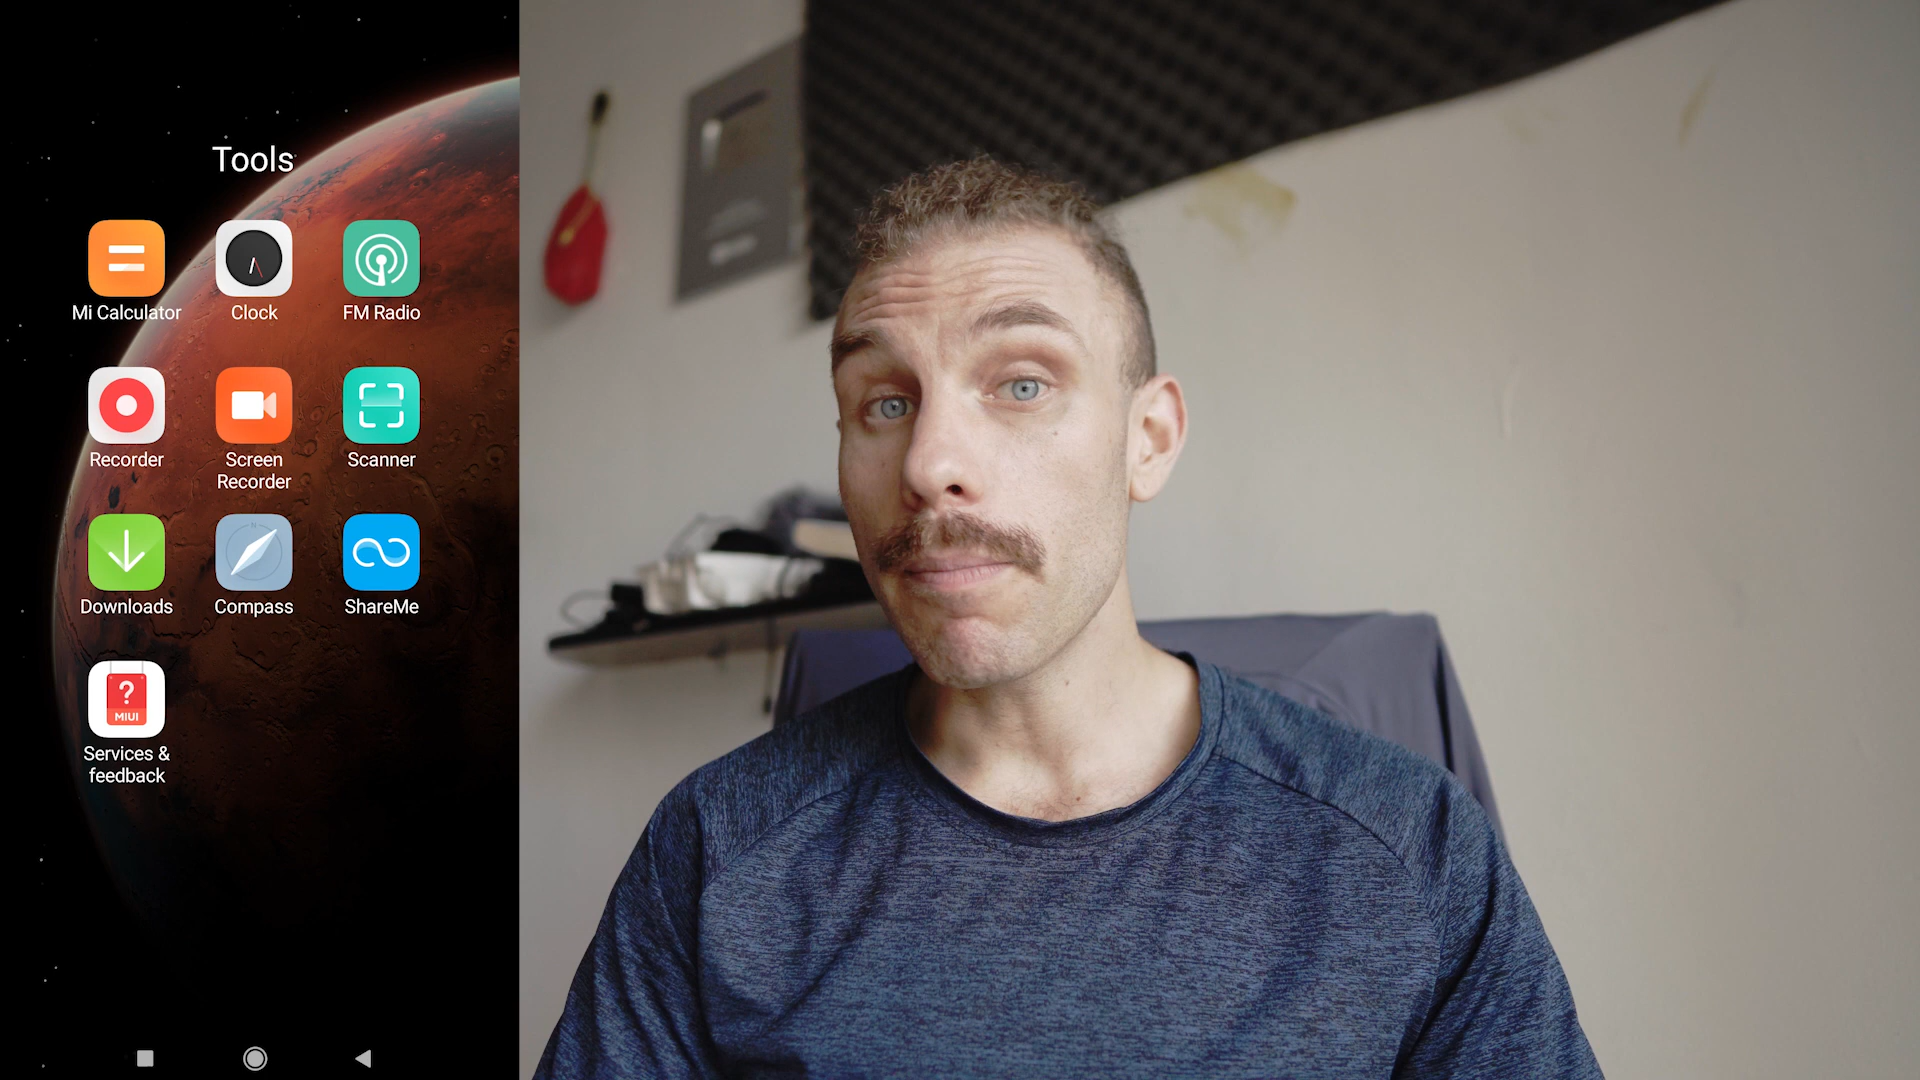 Tools
Mi Calculator
Clock
FM Radio
Recorder
Screen
Recorder
Scanner
N
Downloads
Compass
ShareMe
?
MIUI
Services &
feedback